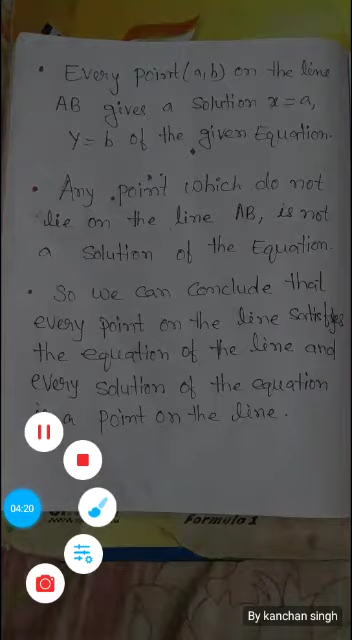 • Every point (a,b) on the line
AB gives a solution x = a,
y = b of the given Equation.
• Any point which do not
lie on the line AB, is not
a solution of the Equation.
• So we can conclude that
every point on the line satisfies
the equation of the line and
every solution of the equation
is a point on the line.
04:20
Formula1
By kanchan singh